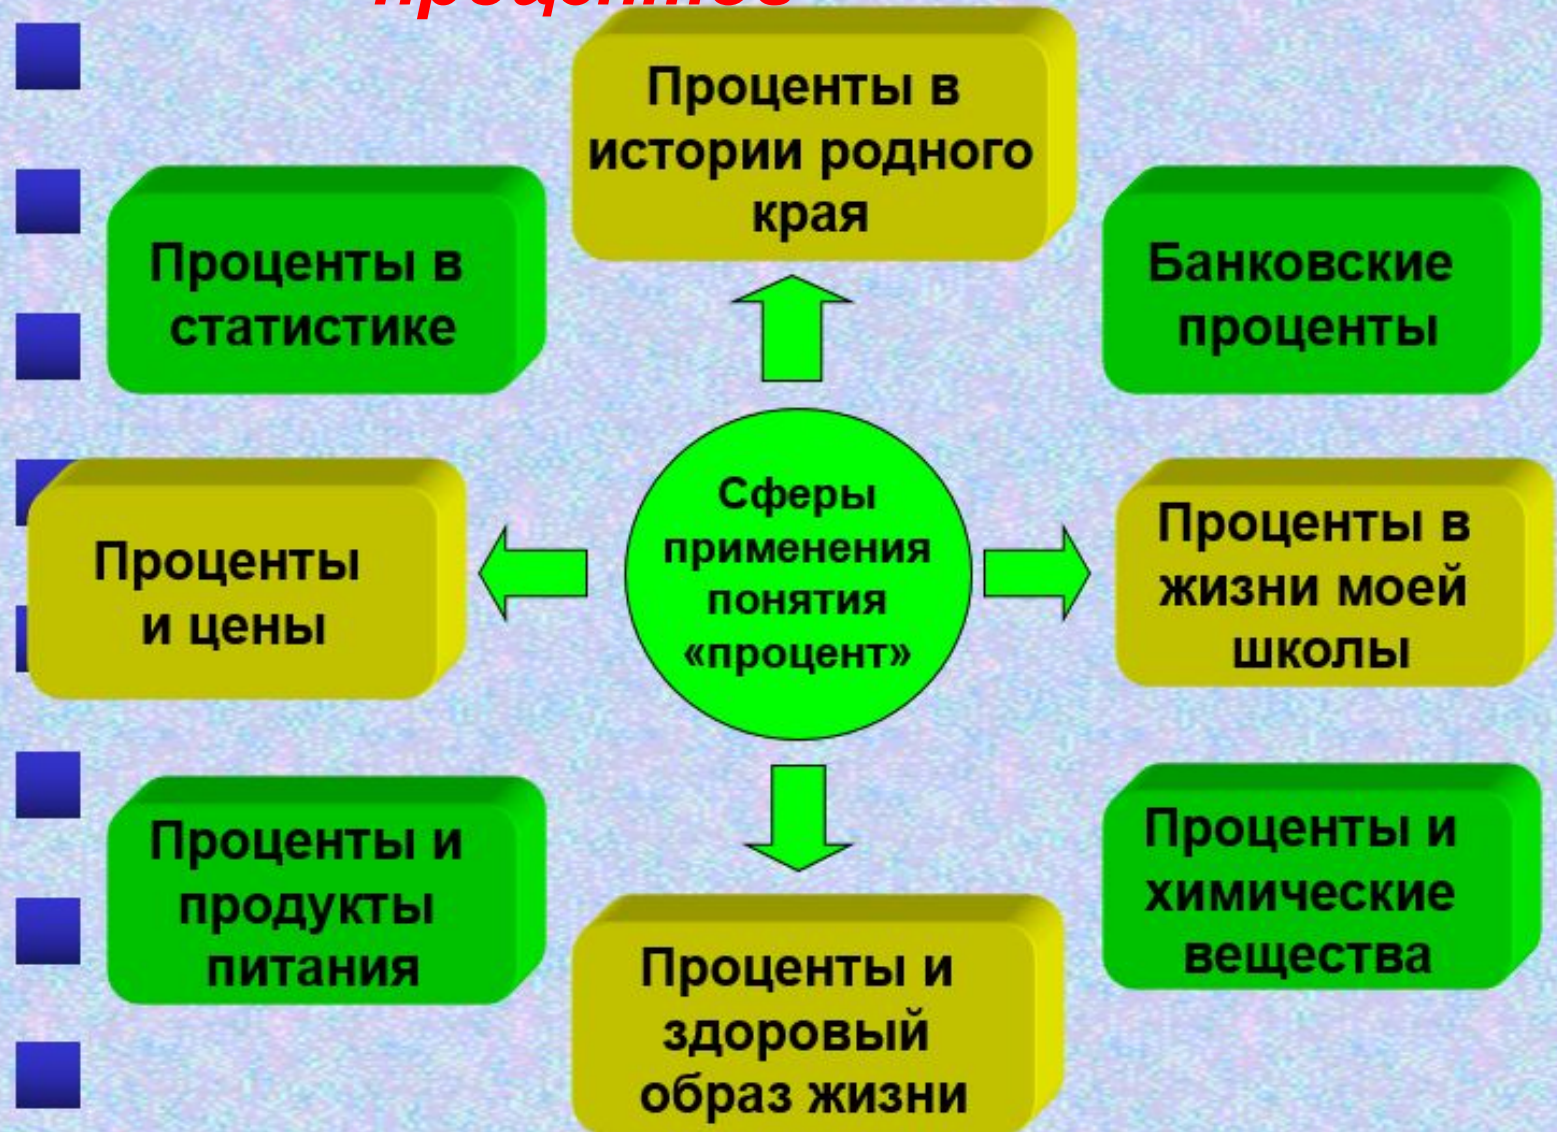 процентов
Проценты в
истории родного
края
Проценты в
статистике
Банковские
проценты
Сферы
применения
понятия
«процент»
Проценты
и цены
Проценты в
жизни моей
школы
Проценты и
продукты
питания
Проценты и
химические
вещества
Проценты и
здоровый
образ жизни